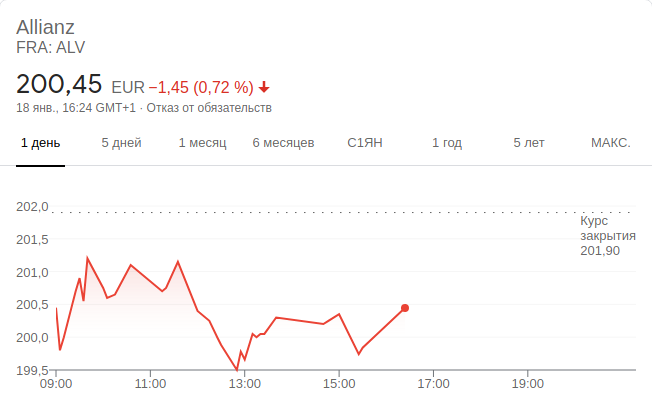 Allianz
FRA: ALV
200,45 EUR −1,45 (0,72 %)
18 янв., 16:24 GMT+1 · Отказ от обязательств
1 день 5 дней 1 месяц 6 месяцев С1ЯН 1 год 5 лет МАКС.
202,0
Курс
закрытия
201,90
201,5
201,0
200,5
200,0
199,5
09:00 11:00 13:00 15:00 17:00 19:00